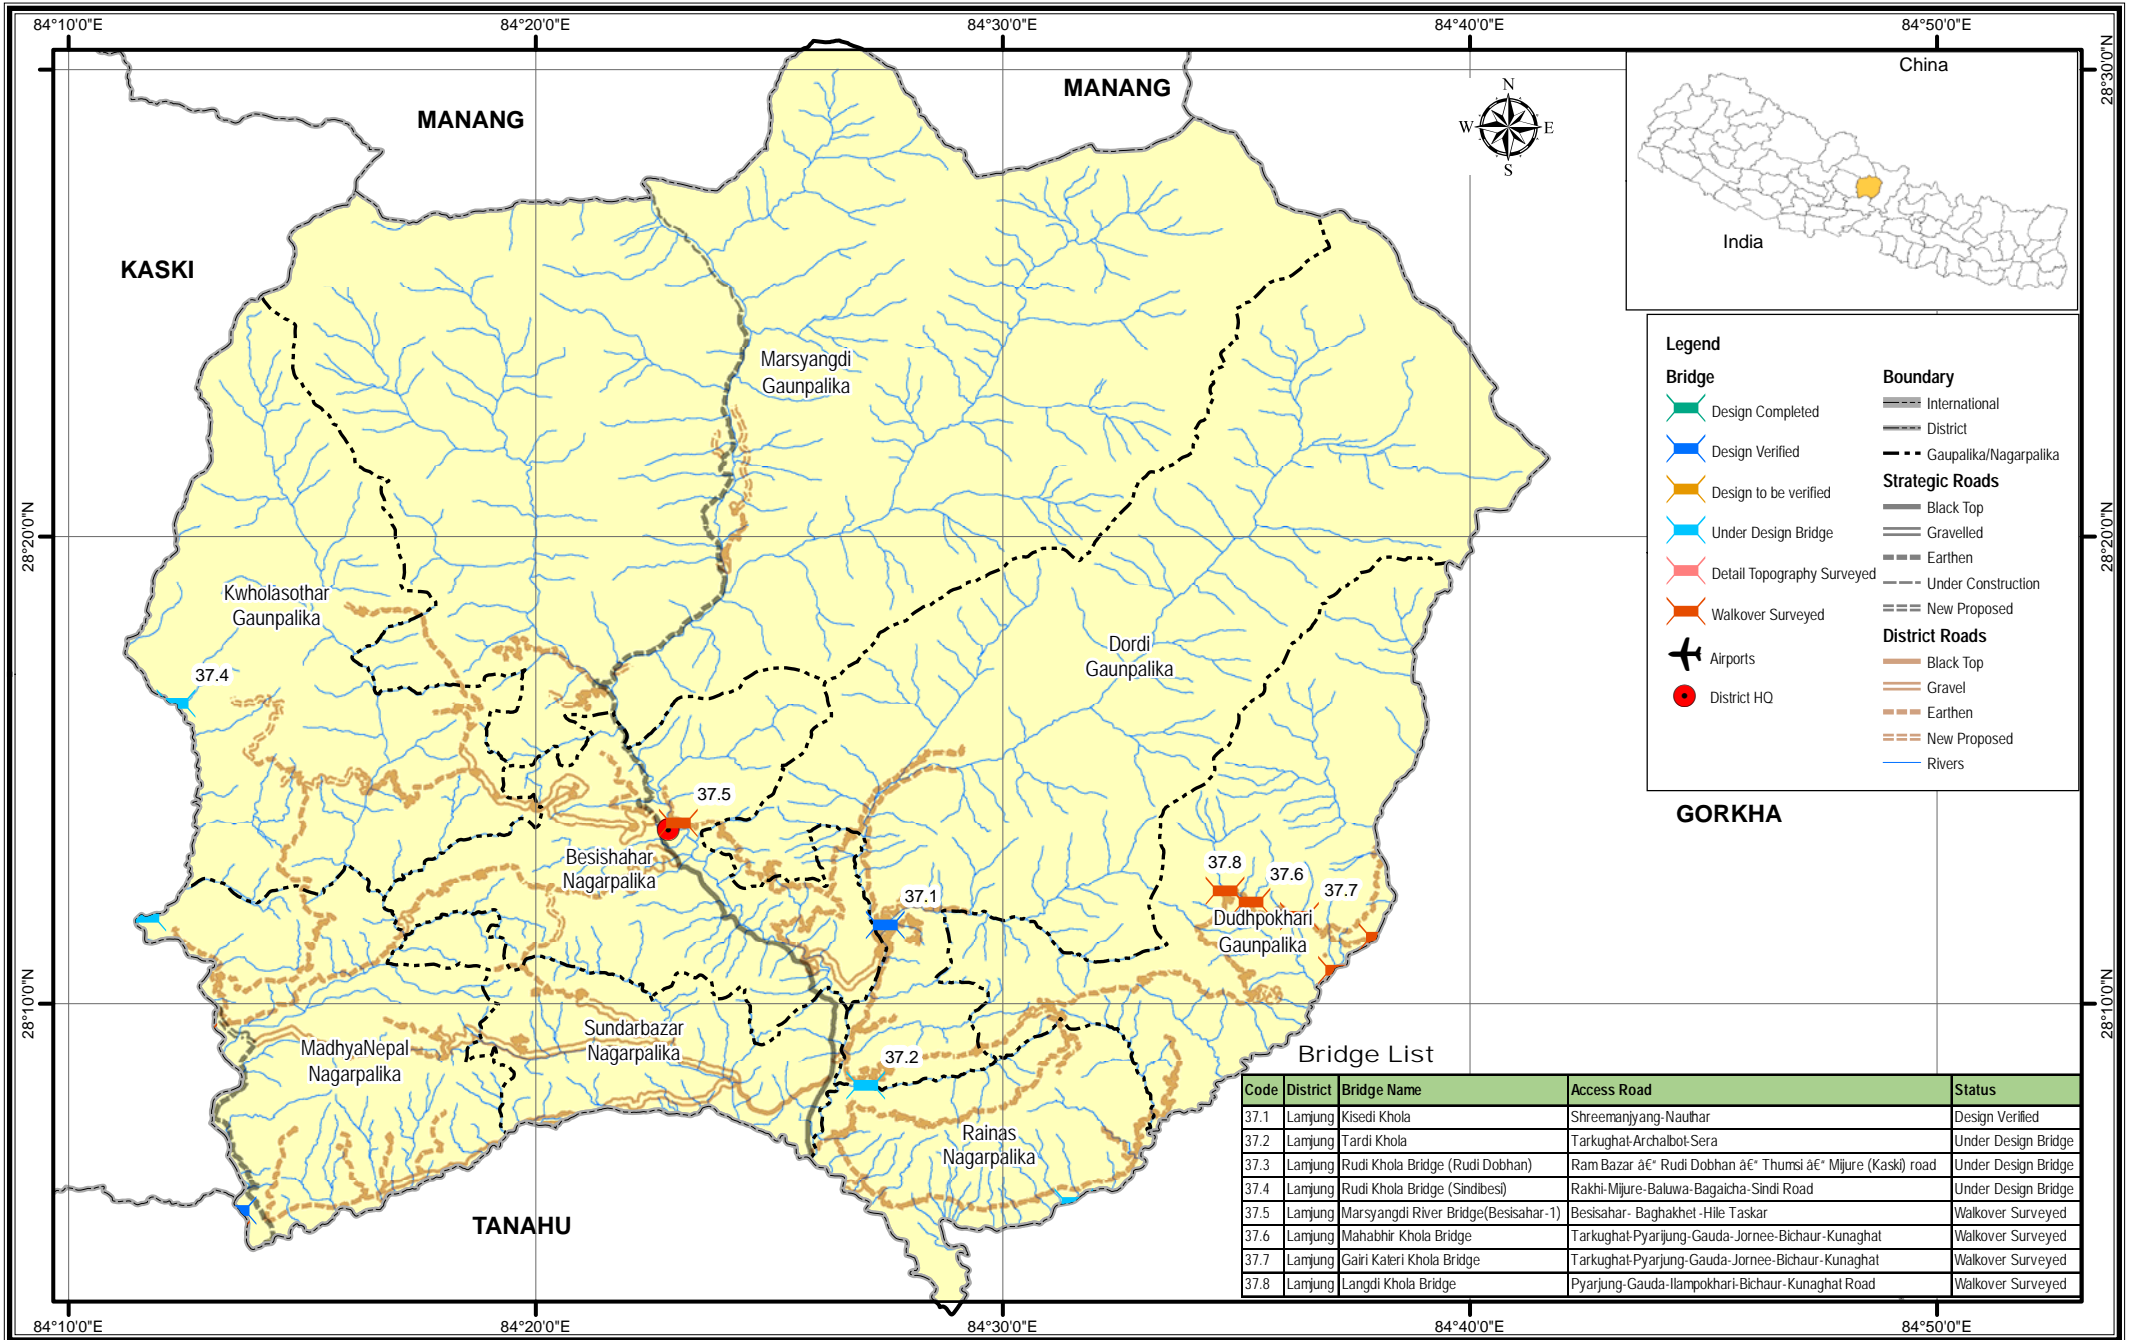 84°10'0"E 84°20'0"E 84°30'0"E 84°40'0"E 84°50'0"E
28°30'0"N
28°30'0"N
28°20'0"N
28°20'0"N
28°10'0"N
28°10'0"N
MANANG
MANANG
KASKI
GORKHA
TANAHU
N
W E
S
China
India
Marsyangdi
Gaunpalika
Kwholasothar
Gaunpalika
Dordi
Gaunpalika
Besishahar
Nagarpalika
Dudhpokhari
Gaunpalika
Sundarbazar
Nagarpalika
MadhyaNepal
Nagarpalika
Rainas
Nagarpalika
37.4
37.5
37.8
37.6
37.7
37.1
37.2
Legend
Bridge
Design Completed
Design Verified
Design to be verified
Under Design Bridge
Detail Topography Surveyed
Walkover Surveyed
Airports
District HQ
Boundary
International
District
Gaupalika/Nagarpalika
Strategic Roads
Black Top
Gravelled
Earthen
Under Construction
New Proposed
District Roads
Black Top
Gravel
Earthen
New Proposed
Rivers
Bridge List
Code District Bridge Name Access Road Status
37.1 Lamjung Kisedi Khola Shreemanjyang-Nauthar Design Verified
37.2 Lamjung Tardi Khola Tarkughat-Archalbot-Sera Under Design Bridge
37.3 Lamjung Rudi Khola Bridge (Rudi Dobhan) Ram Bazar â€“ Rudi Dobhan â€“ Thumsi â€“ Mijure (Kaski) road Under Design Bridge
37.4 Lamjung Rudi Khola Bridge (Sindibesi) Rakhi-Mijure-Baluwa-Bagaicha-Sindi Road Under Design Bridge
37.5 Lamjung Marsyangdi River Bridge(Besisahar-1) Besisahar- Baghakhet -Hile Taskar Walkover Surveyed
37.6 Lamjung Mahabhir Khola Bridge Tarkughat-Pyarijung-Gauda-Jornee-Bichaur-Kunaghat Walkover Surveyed
37.7 Lamjung Gairi Kateri Khola Bridge Tarkughat-Pyarjung-Gauda-Jornee-Bichaur-Kunaghat Walkover Surveyed
37.8 Lamjung Langdi Khola Bridge Pyarjung-Gauda-Ilampokhari-Bichaur-Kunaghat Road Walkover Surveyed
84°10'0"E 84°20'0"E 84°30'0"E 84°40'0"E 84°50'0"E